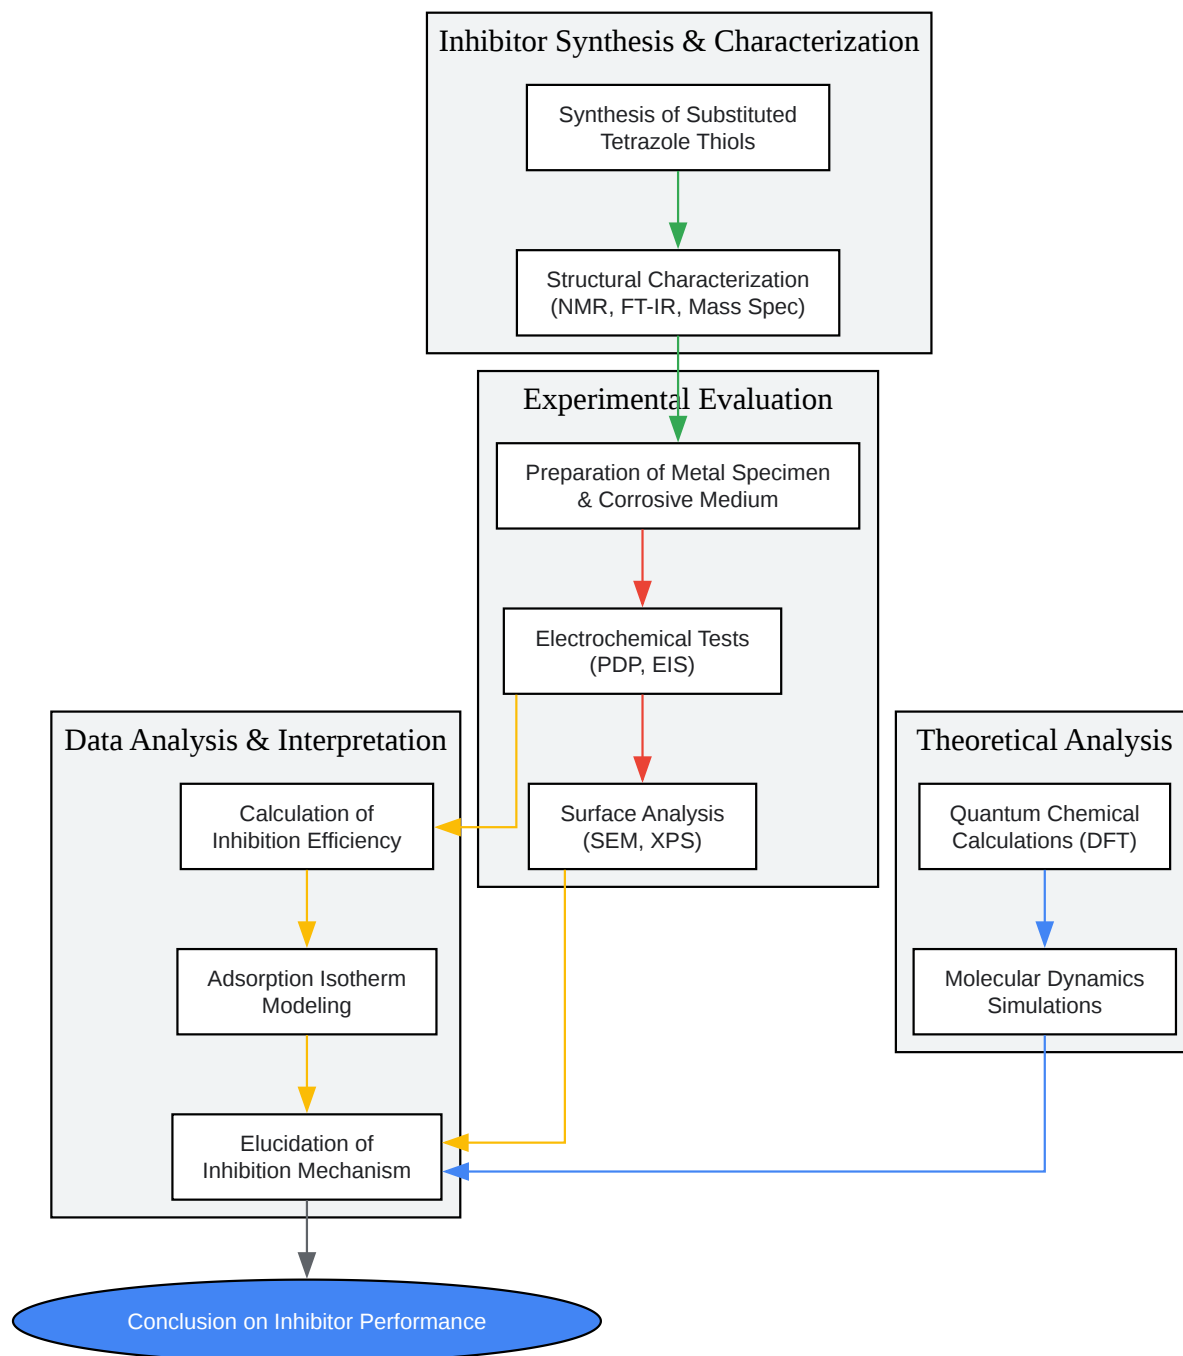 Inhibitor Synthesis & Characterization
Synthesis of Substituted
Tetrazole Thiols
Structural Characterization
(NMR, FT-IR, Mass Spec)
Experimental Evaluation
Preparation of Metal Specimen
& Corrosive Medium
Electrochemical Tests
(PDP, EIS)
Surface Analysis
(SEM, XPS)
Data Analysis & Interpretation
Calculation of
Inhibition Efficiency
Adsorption Isotherm
Modeling
Elucidation of
Inhibition Mechanism
Theoretical Analysis
Quantum Chemical
Calculations (DFT)
Molecular Dynamics
Simulations
Conclusion on Inhibitor Performance